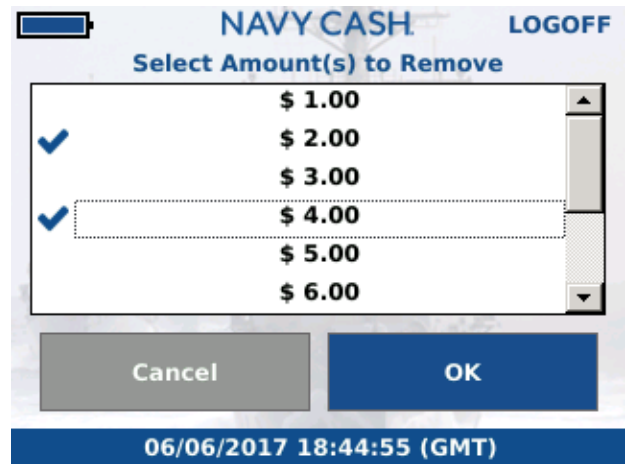 NAVY CASH. LOGOFF
Select Amount(s) to Remove
$ 1.00
$ 2.00
$ 3.00
$ 4.00
$ 5.00
$ 6.00
Cancel OK
06/06/2017 18:44:55 (GMT)